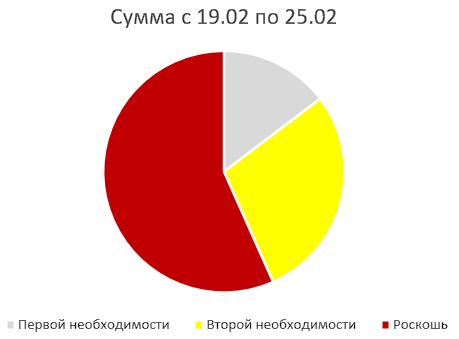 Сумма с 19.02 по 25.02
Первой необходимости Второй необходимости Роскошь